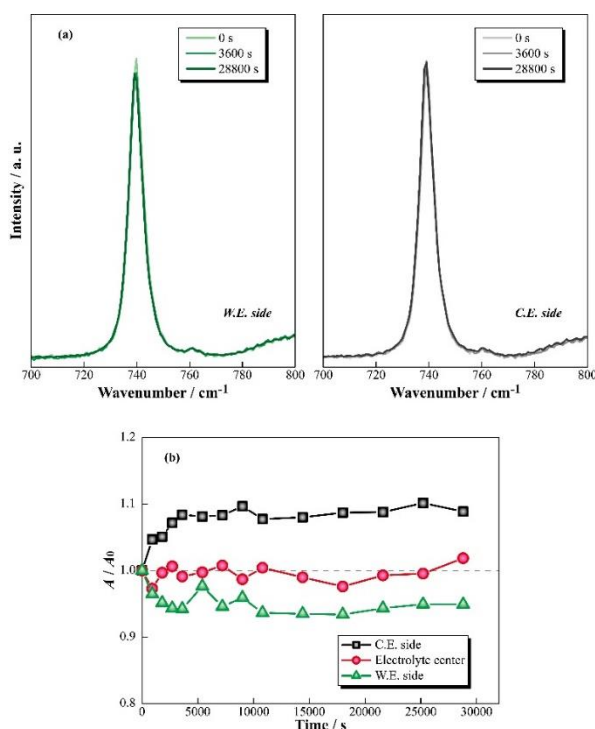 (a)
0 s
3600 s
28800 s
0 s
3600 s
28800 s
Intensity / a. u.
W.E. side
C.E. side
700 720 740 760 780 800
700 720 740 760 780 800
Wavenumber / cm⁻¹
Wavenumber / cm⁻¹
(b)
1.2
1.1
1.0
0.9
0.8
A / A₀
C.E. side
Electrolyte center
W.E. side
0 5000 10000 15000 20000 25000 30000
Time / s